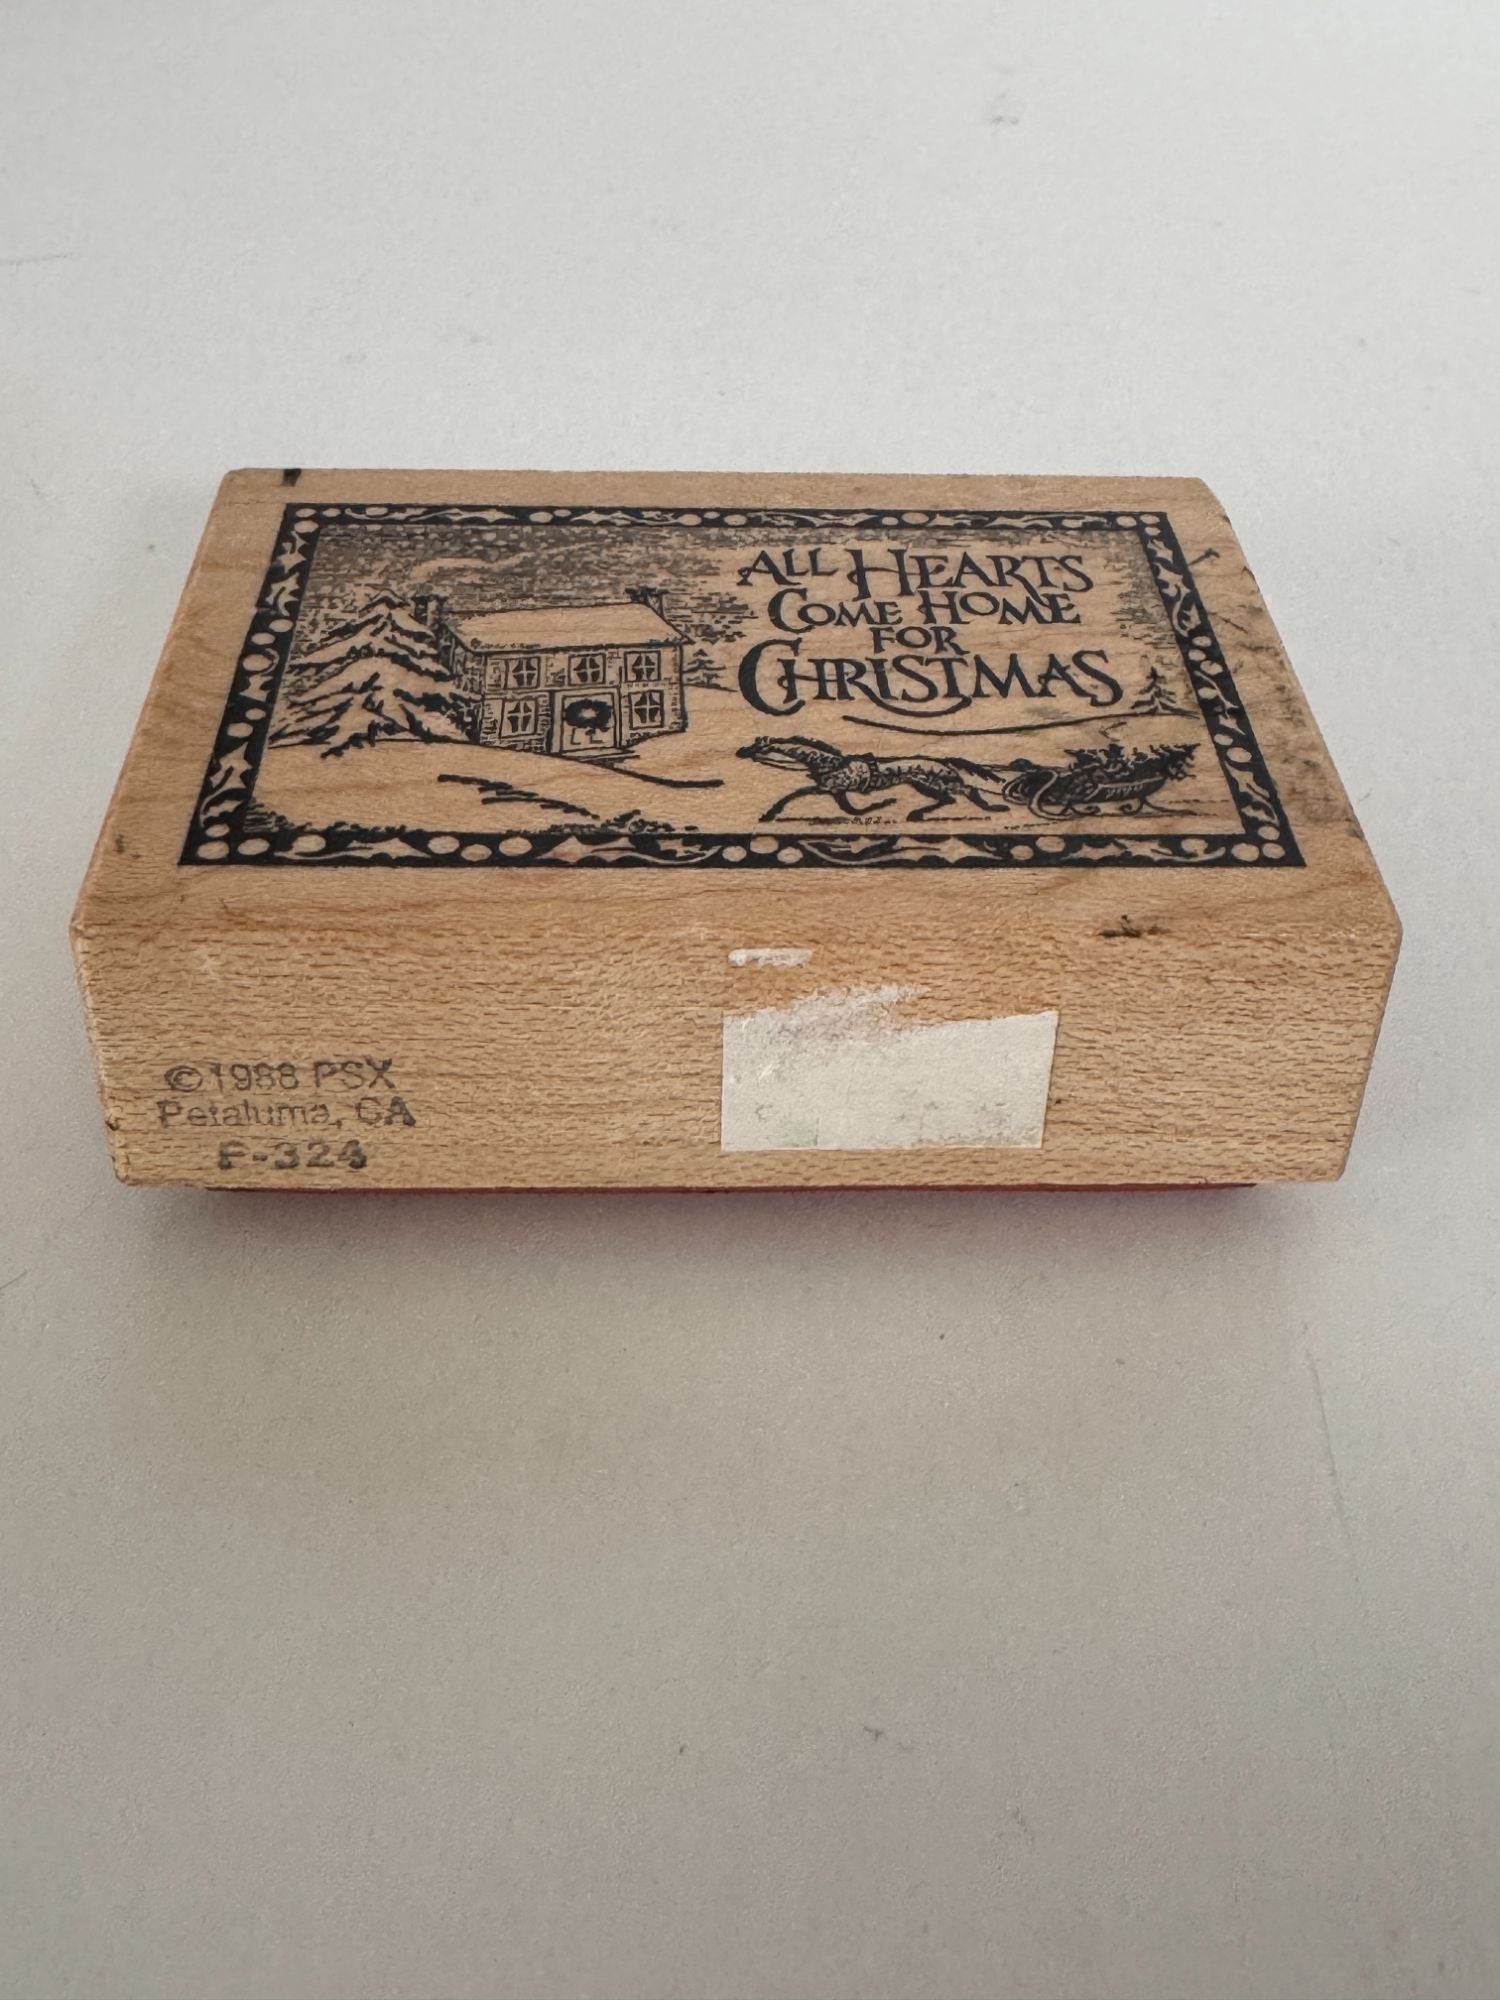 ALL HEARTS
COME HOME
FOR
CHRISTMAS
©1988 PSX
Petaluma, CA
F-324